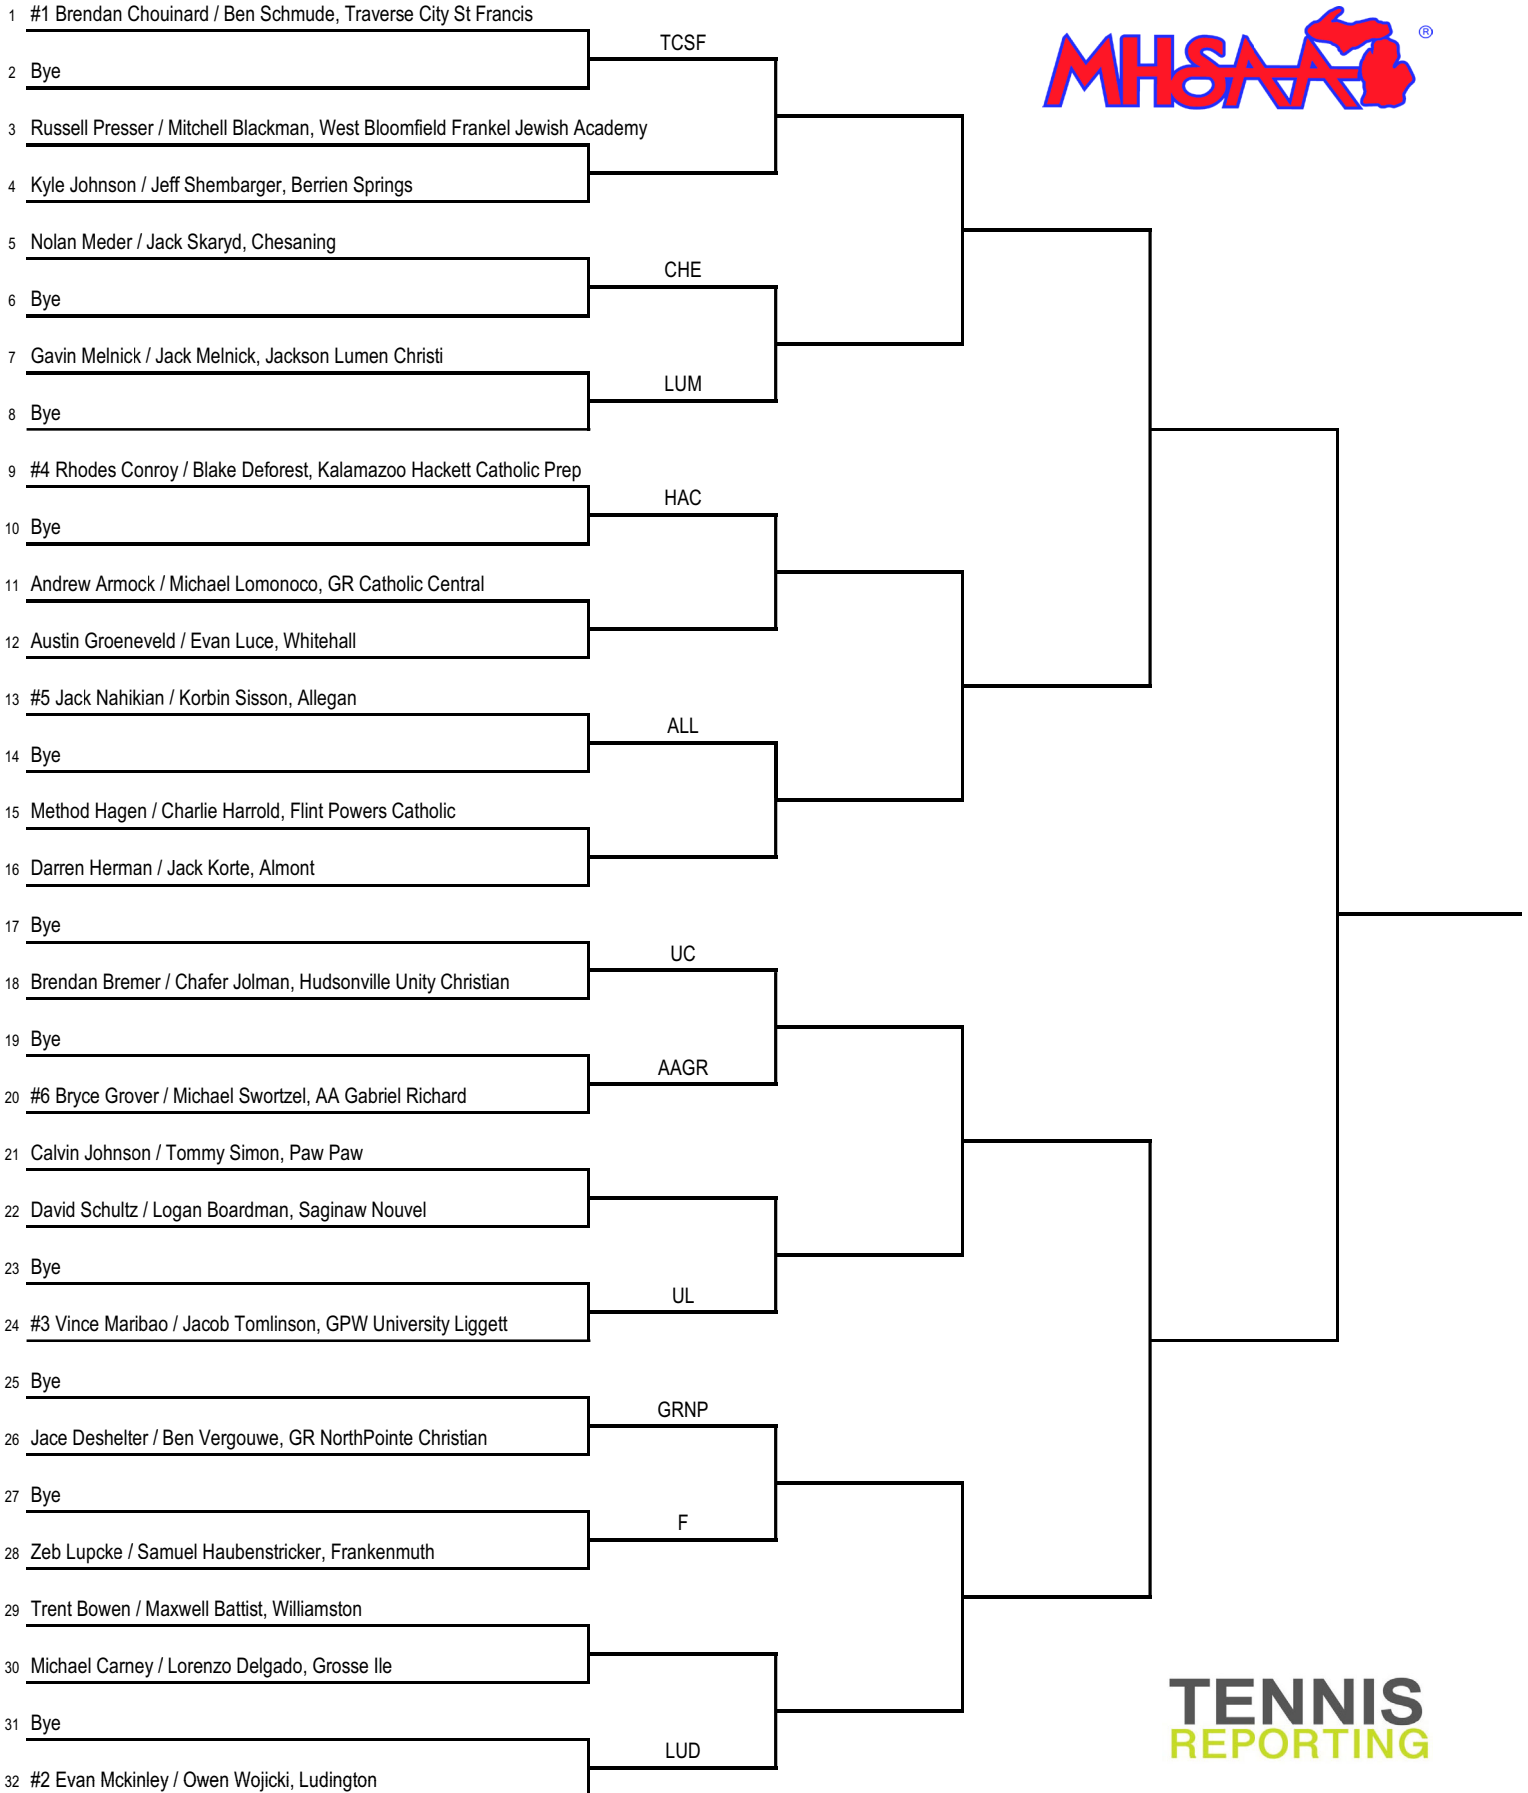 1 #1 Brendan Chouinard / Ben Schmude, Traverse City St Francis
TCSF
MHSAA ®
2 Bye
3 Russell Presser / Mitchell Blackman, West Bloomfield Frankel Jewish Academy
4 Kyle Johnson / Jeff Shembarger, Berrien Springs
5 Nolan Meder / Jack Skaryd, Chesaning
CHE
6 Bye
7 Gavin Melnick / Jack Melnick, Jackson Lumen Christi
LUM
8 Bye
9 #4 Rhodes Conroy / Blake Deforest, Kalamazoo Hackett Catholic Prep
HAC
10 Bye
11 Andrew Armock / Michael Lomonoco, GR Catholic Central
12 Austin Groeneveld / Evan Luce, Whitehall
13 #5 Jack Nahikian / Korbin Sisson, Allegan
ALL
14 Bye
15 Method Hagen / Charlie Harrold, Flint Powers Catholic
16 Darren Herman / Jack Korte, Almont
17 Bye
UC
18 Brendan Bremer / Chafer Jolman, Hudsonville Unity Christian
19 Bye
AAGR
20 #6 Bryce Grover / Michael Swortzel, AA Gabriel Richard
21 Calvin Johnson / Tommy Simon, Paw Paw
22 David Schultz / Logan Boardman, Saginaw Nouvel
23 Bye
UL
24 #3 Vince Maribao / Jacob Tomlinson, GPW University Liggett
25 Bye
GRNP
26 Jace Deshelter / Ben Vergouwe, GR NorthPointe Christian
27 Bye
F
28 Zeb Lupcke / Samuel Haubenstricker, Frankenmuth
29 Trent Bowen / Maxwell Battist, Williamston
30 Michael Carney / Lorenzo Delgado, Grosse Ile
31 Bye
LUD
32 #2 Evan Mckinley / Owen Wojicki, Ludington
TENNIS
REPORTING